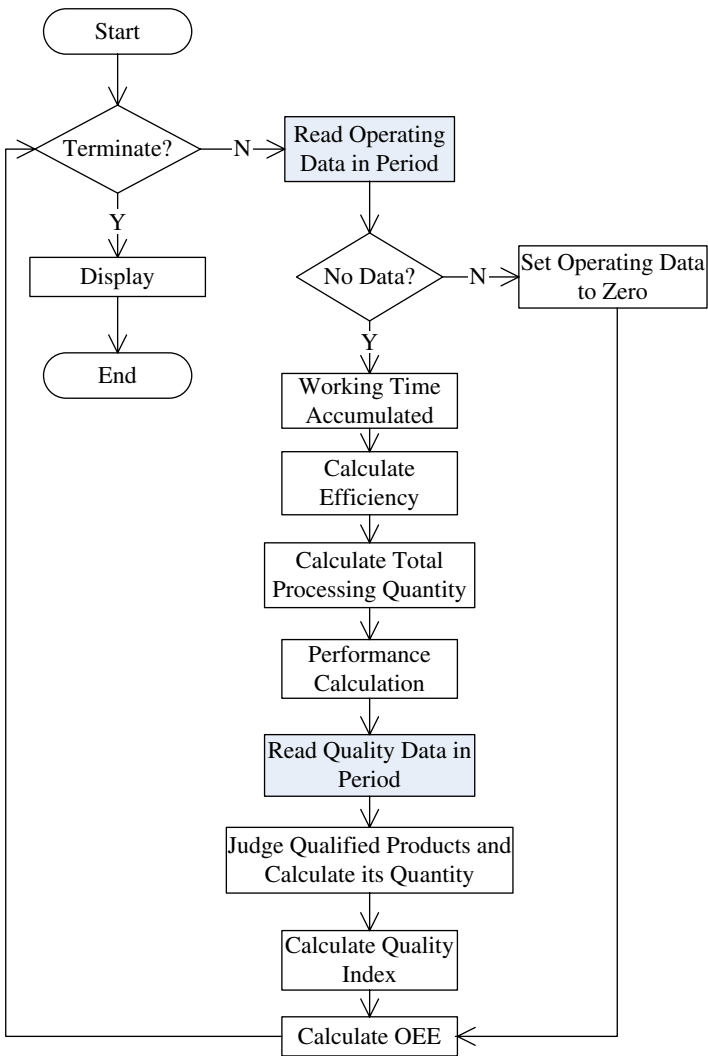 Start
Terminate?
N
Read Operating
Data in Period
Y
Display
End
No Data?
N
Set Operating Data
to Zero
Y
Working Time
Accumulated
Calculate
Efficiency
Calculate Total
Processing Quantity
Performance
Calculation
Read Quality Data in
Period
Judge Qualified Products and
Calculate its Quantity
Calculate Quality
Index
Calculate OEE